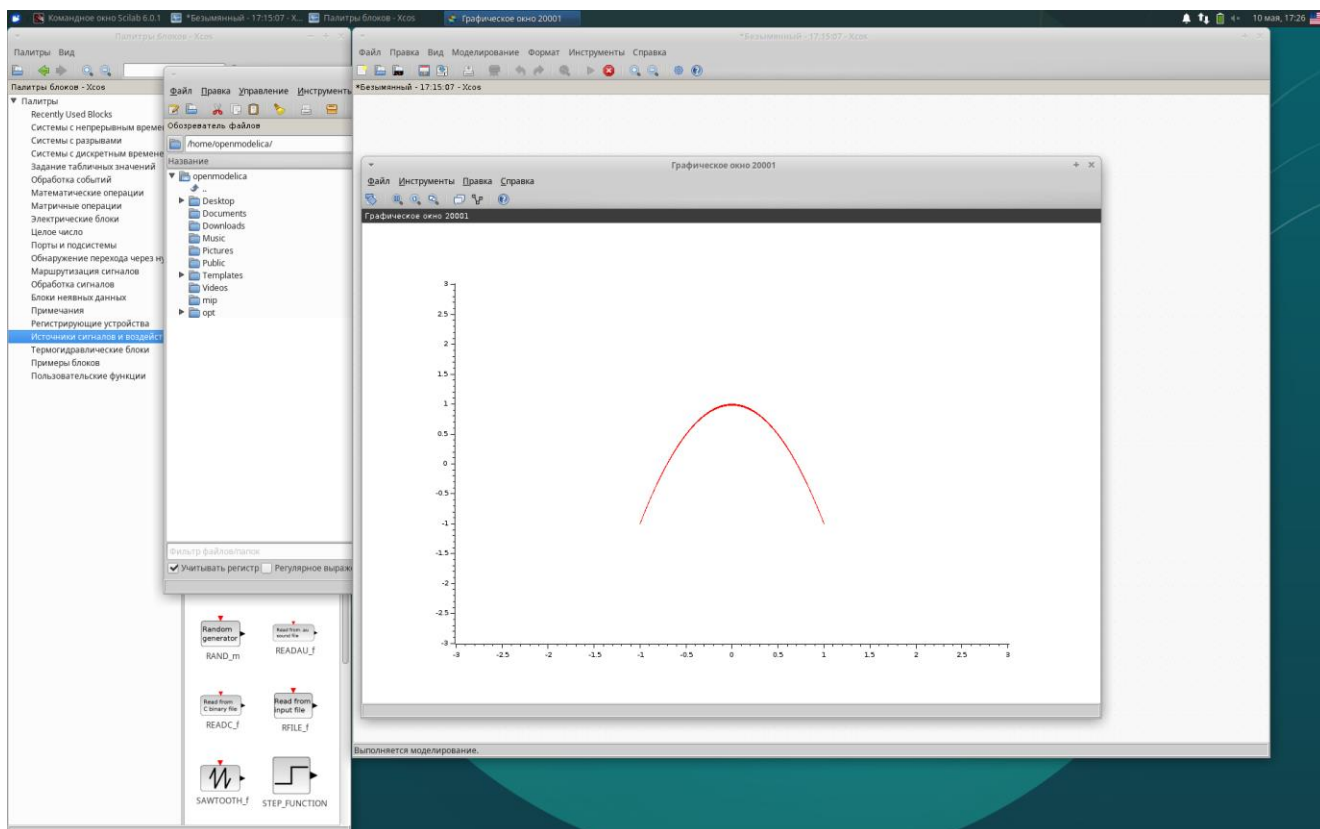 Командное окно Scilab 6.0.1
*Безымянный - 17:15:07 - X...
Палитры блоков - Xcos
Графическое окно 20001
10 мая, 17:26
Палитры блоков - Xcos
Палитры Вид
Палитры блоков - Xcos
Палитры
Recently Used Blocks
Системы с непрерывным времен
Системы с разрывами
Системы с дискретным времене
Задание табличных значений
Обработка событий
Математические операции
Матричные операции
Электрические блоки
Целое число
Порты и подсистемы
Обнаружение перехода через ну
Маршрутизация сигналов
Обработка сигналов
Блоки неявных данных
Примечания
Регистрирующие устройства
Источники сигналов и воздейст
Термогидравлические блоки
Примеры блоков
Пользовательские функции
Файл Правка Управление Инструменты
Обозреватель файлов
/home/openmodelica/
Название
openmodelica
..
Desktop
Documents
Downloads
Music
Pictures
Public
Templates
Videos
mip
opt
Фильтр файлов/папок
Учитывать регистр Регулярное выраже
Random generator
RAND_m
Read from au sound file
READAU_f
Read from C binary file
READC_f
Read from input file
RFILE_f
SAWTOOTH_f
STEP_FUNCTION
*Безымянный - 17:15:07 - Xcos
Файл Правка Вид Моделирование Формат Инструменты Справка
*Безымянный - 17:15:07 - Xcos
Графическое окно 20001
Файл Инструменты Правка Справка
Графическое окно 20001
3
2.5
2
1.5
1
0.5
0
-0.5
-1
-1.5
-2
-2.5
-3
-3 -2.5 -2 -1.5 -1 -0.5 0 0.5 1 1.5 2 2.5 3
Выполняется моделирование.